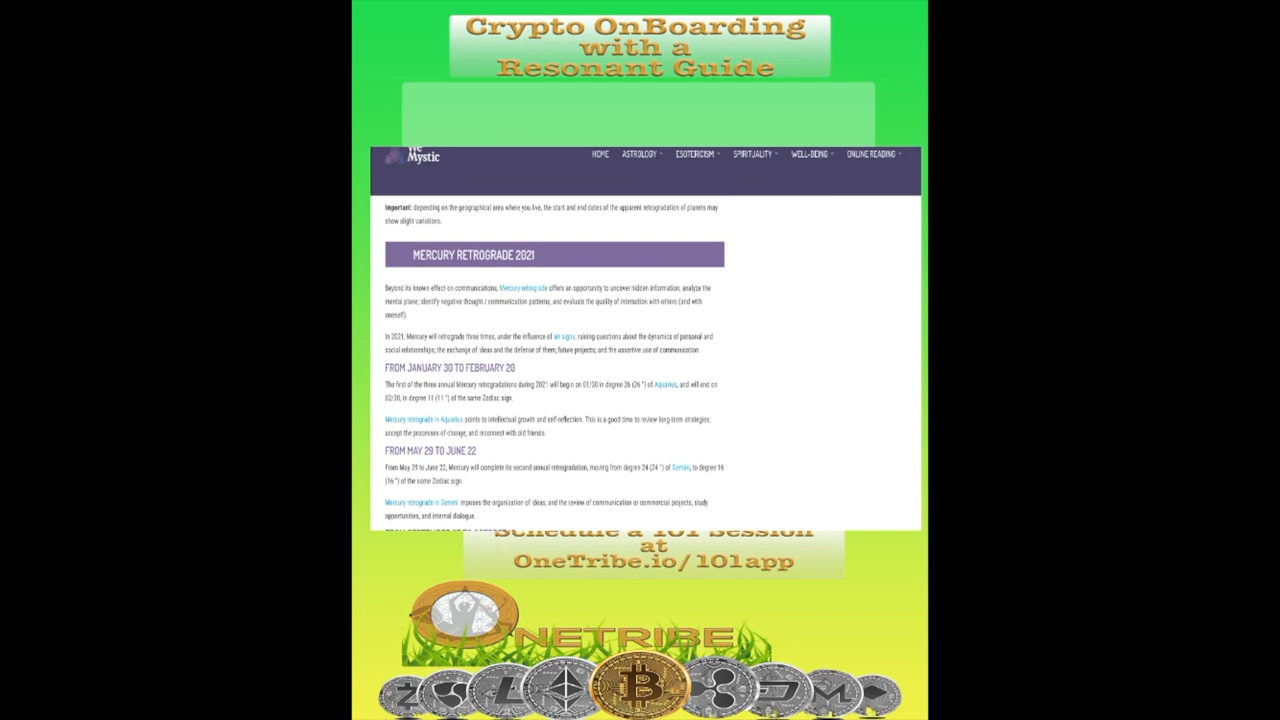 Crypto OnBoarding
with a
Resonant Guide
We
Mystic
HOME ASTROLOGY ESOTERICISM SPIRITUALITY WELL-BEING ONLINE READING
Important: depending on the geographical area where you live, the start and end dates of the apparent retrogradation of planets may
show slight variations.
MERCURY RETROGRADE 2021
Beyond its known effect on communications, Mercury retrograde offers an opportunity to uncover hidden information; analyze the
mental plane; identify negative thought / communication patterns; and evaluate the quality of interaction with others (and with
oneself).
In 2021, Mercury will retrograde three times, under the influence of air signs, raising questions about the dynamics of personal and
social relationships; the exchange of ideas and the defense of them; future projects; and the assertive use of communication
FROM JANUARY 30 TO FEBRUARY 20
The first of the three annual Mercury retrogradations during 2021 will begin on 01/30 in degree 26 (26 °) of Aquarius, and will end on
02/20, in degree 11 (11 °) of the same Zodiac sign.
Mercury retrograde in Aquarius points to intellectual growth and self-reflection. This is a good time to review long-term strategies;
accept the processes of change; and reconnect with old friends.
FROM MAY 29 TO JUNE 22
From May 29 to June 22, Mercury will complete its second annual retrogradation, moving from degree 24 (24 °) of Gemini, to degree 16
(16 °) of the same Zodiac sign.
Mercury retrograde in Gemini imposes the organization of ideas; and the review of communication or commercial projects, study
opportunities, and internal dialogue.
Schedule a 101 Session
at
OneTribe.io/101app
NETRIBE